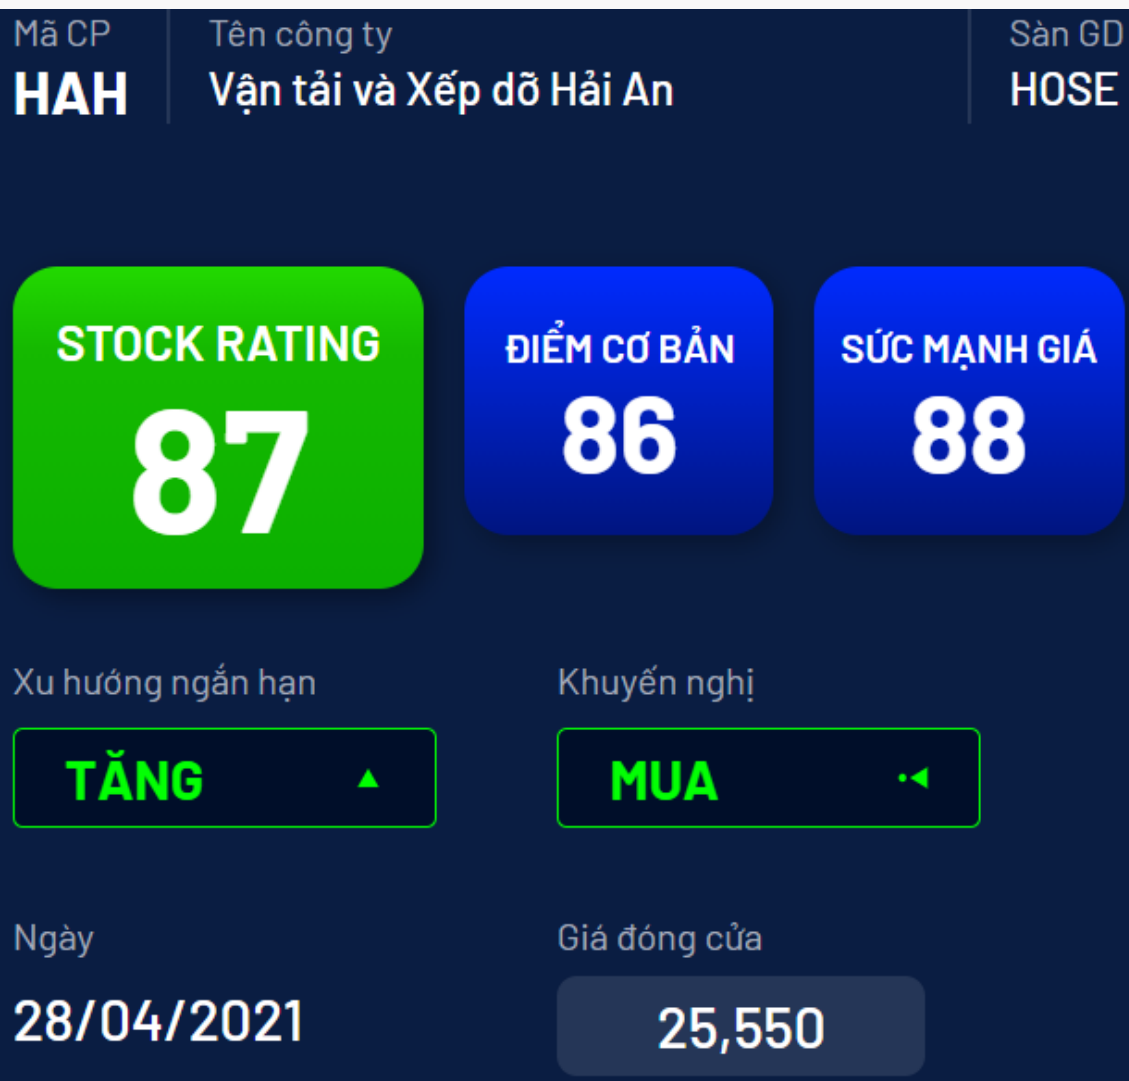 Mã CP
HAH
Tên công ty
Vận tải và Xếp dỡ Hải An
Sàn GD
HOSE
STOCK RATING
87
ĐIỂM CƠ BẢN
86
SỨC MẠNH GIÁ
88
Xu hướng ngắn hạn
TĂNG
Khuyến nghị
MUA
Ngày
28/04/2021
Giá đóng cửa
25,550